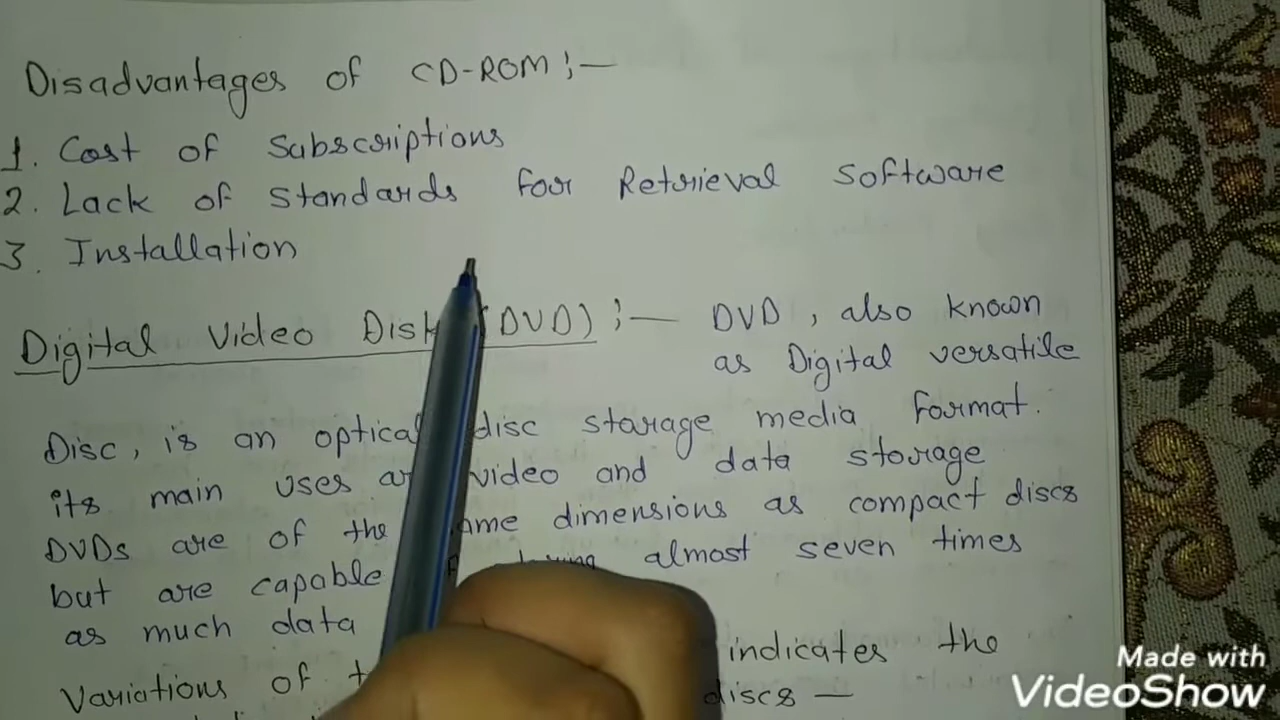 Disadvantages of CD-ROM :-
1. Cost of Subscriptions
2. Lack of Standards for Retrieval Software
3. Installation
Digital Video Disk (DVD) :- DVD, also known
as Digital versatile
Disc, is an optical disc storage media format.
its main uses video and data storage
DVDs are of the dimensions as compact discs
but are capable almost seven times
as much data indicates the
Variations of discs —
Made with
VideoShow